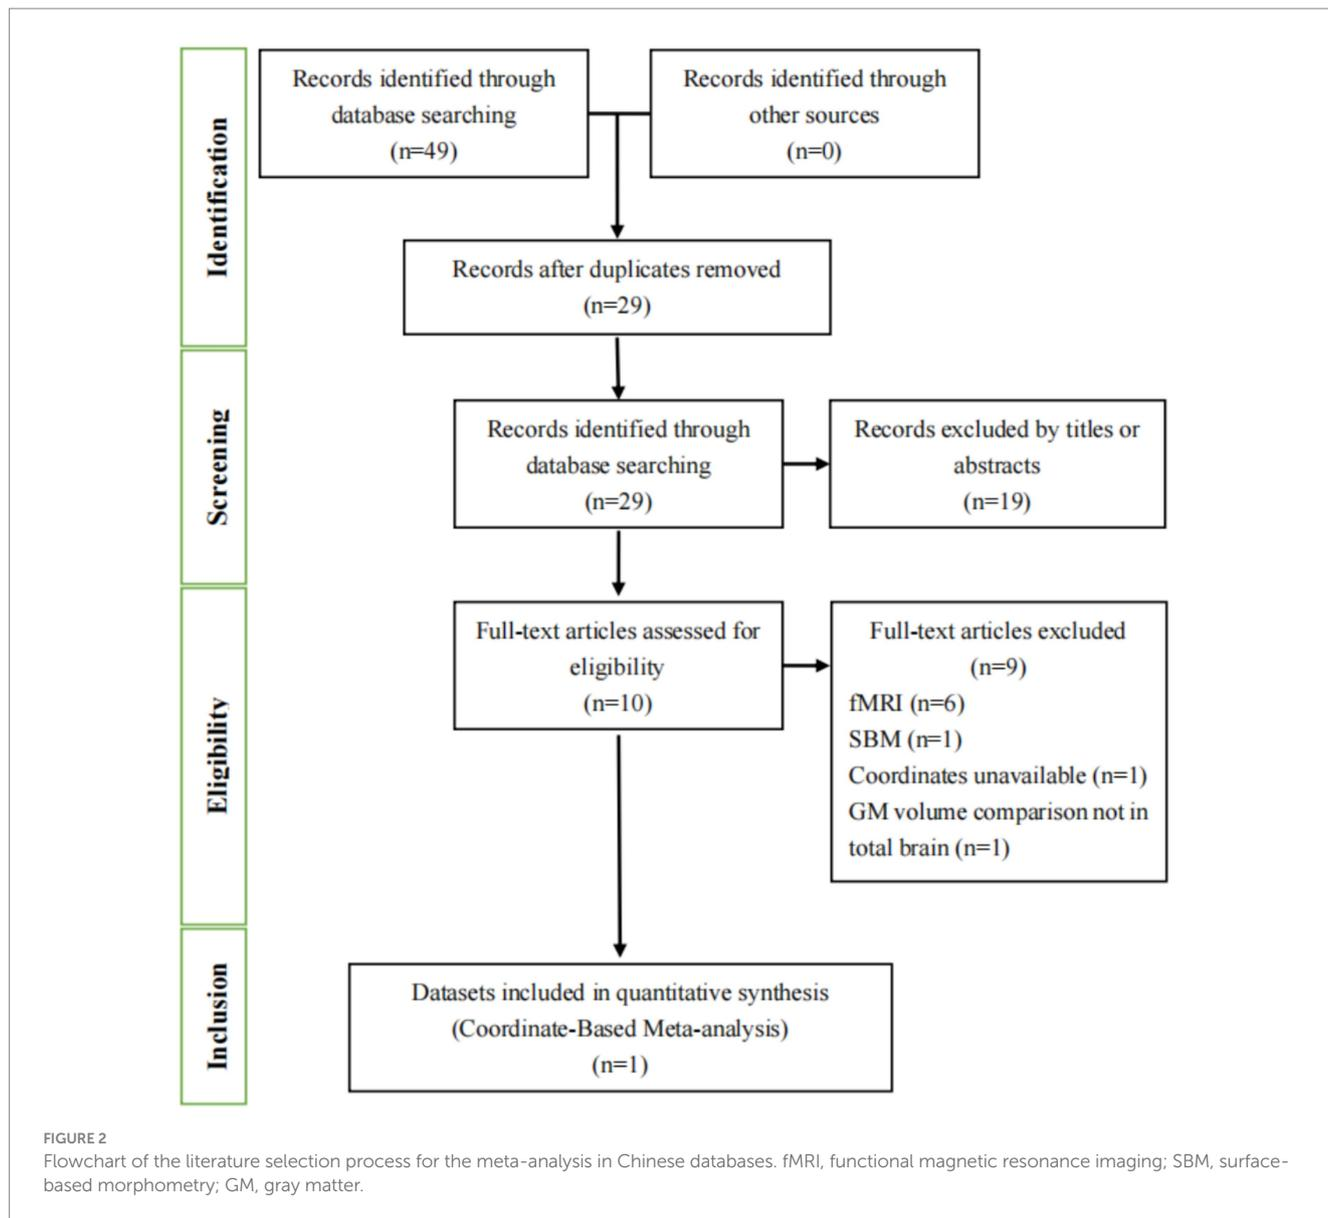 Identification
Records identified through
database searching
(n=49)
Records identified through
other sources
(n=0)
Records after duplicates removed
(n=29)
Screening
Records identified through
database searching
(n=29)
Records excluded by titles or
abstracts
(n=19)
Eligibility
Full-text articles assessed for
eligibility
(n=10)
Full-text articles excluded
(n=9)
fMRI (n=6)
SBM (n=1)
Coordinates unavailable (n=1)
GM volume comparison not in
total brain (n=1)
Inclusion
Datasets included in quantitative synthesis
(Coordinate-Based Meta-analysis)
(n=1)
FIGURE 2
Flowchart of the literature selection process for the meta-analysis in Chinese databases. fMRI, functional magnetic resonance imaging; SBM, surface-
based morphometry; GM, gray matter.